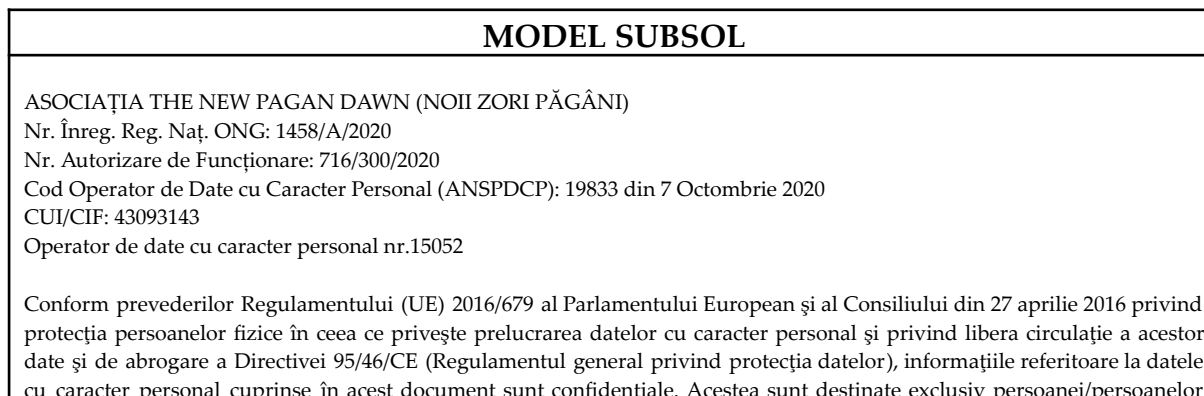 MODEL SUBSOL
ASOCIAȚIA THE NEW PAGAN DAWN (NOII ZORI PĂGÂNI)
Nr. Înreg. Reg. Naț. ONG: 1458/A/2020
Nr. Autorizare de Funcționare: 716/300/2020
Cod Operator de Date cu Caracter Personal (ANSPDCP): 19833 din 7 Octombrie 2020
CUI/CIF: 43093143
Operator de date cu caracter personal nr.15052
Conform prevederilor Regulamentului (UE) 2016/679 al Parlamentului European şi al Consiliului din 27 aprilie 2016 privind
protecţia persoanelor fizice în ceea ce priveşte prelucrarea datelor cu caracter personal şi privind libera circulaţie a acestor
date şi de abrogare a Directivei 95/46/CE (Regulamentul general privind protecţia datelor), informaţiile referitoare la datele
cu caracter personal cuprinse în acest document sunt confidenţiale. Acestea sunt destinate exclusiv persoanei/persoanelor